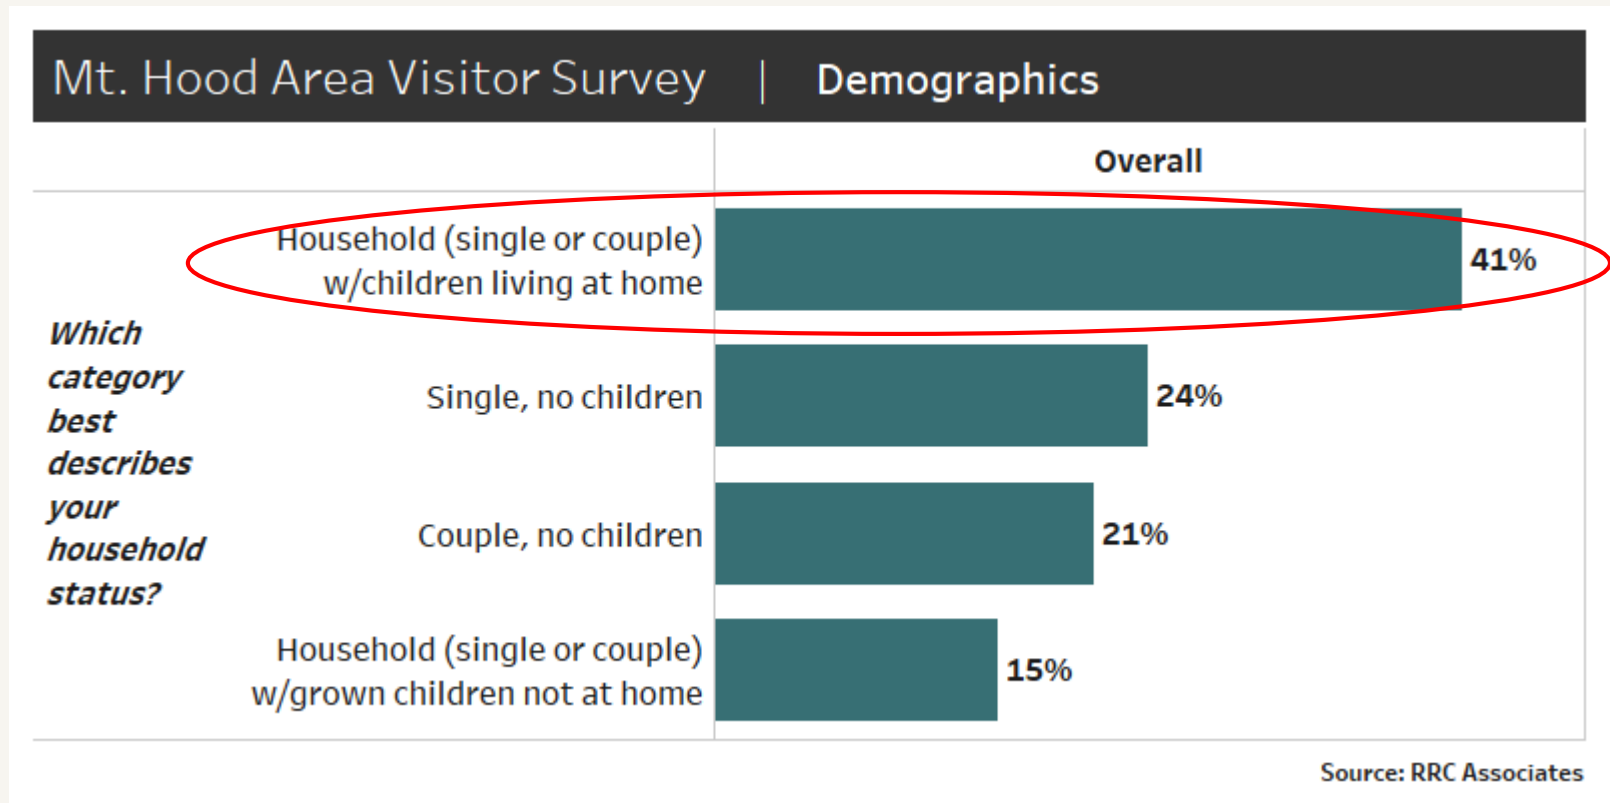 Mt. Hood Area Visitor Survey | Demographics
Overall
Which
category
best
describes
your
household
status?
Household (single or couple)
w/children living at home
41%
Single, no children
24%
Couple, no children
21%
Household (single or couple)
w/grown children not at home
15%
Source: RRC Associates